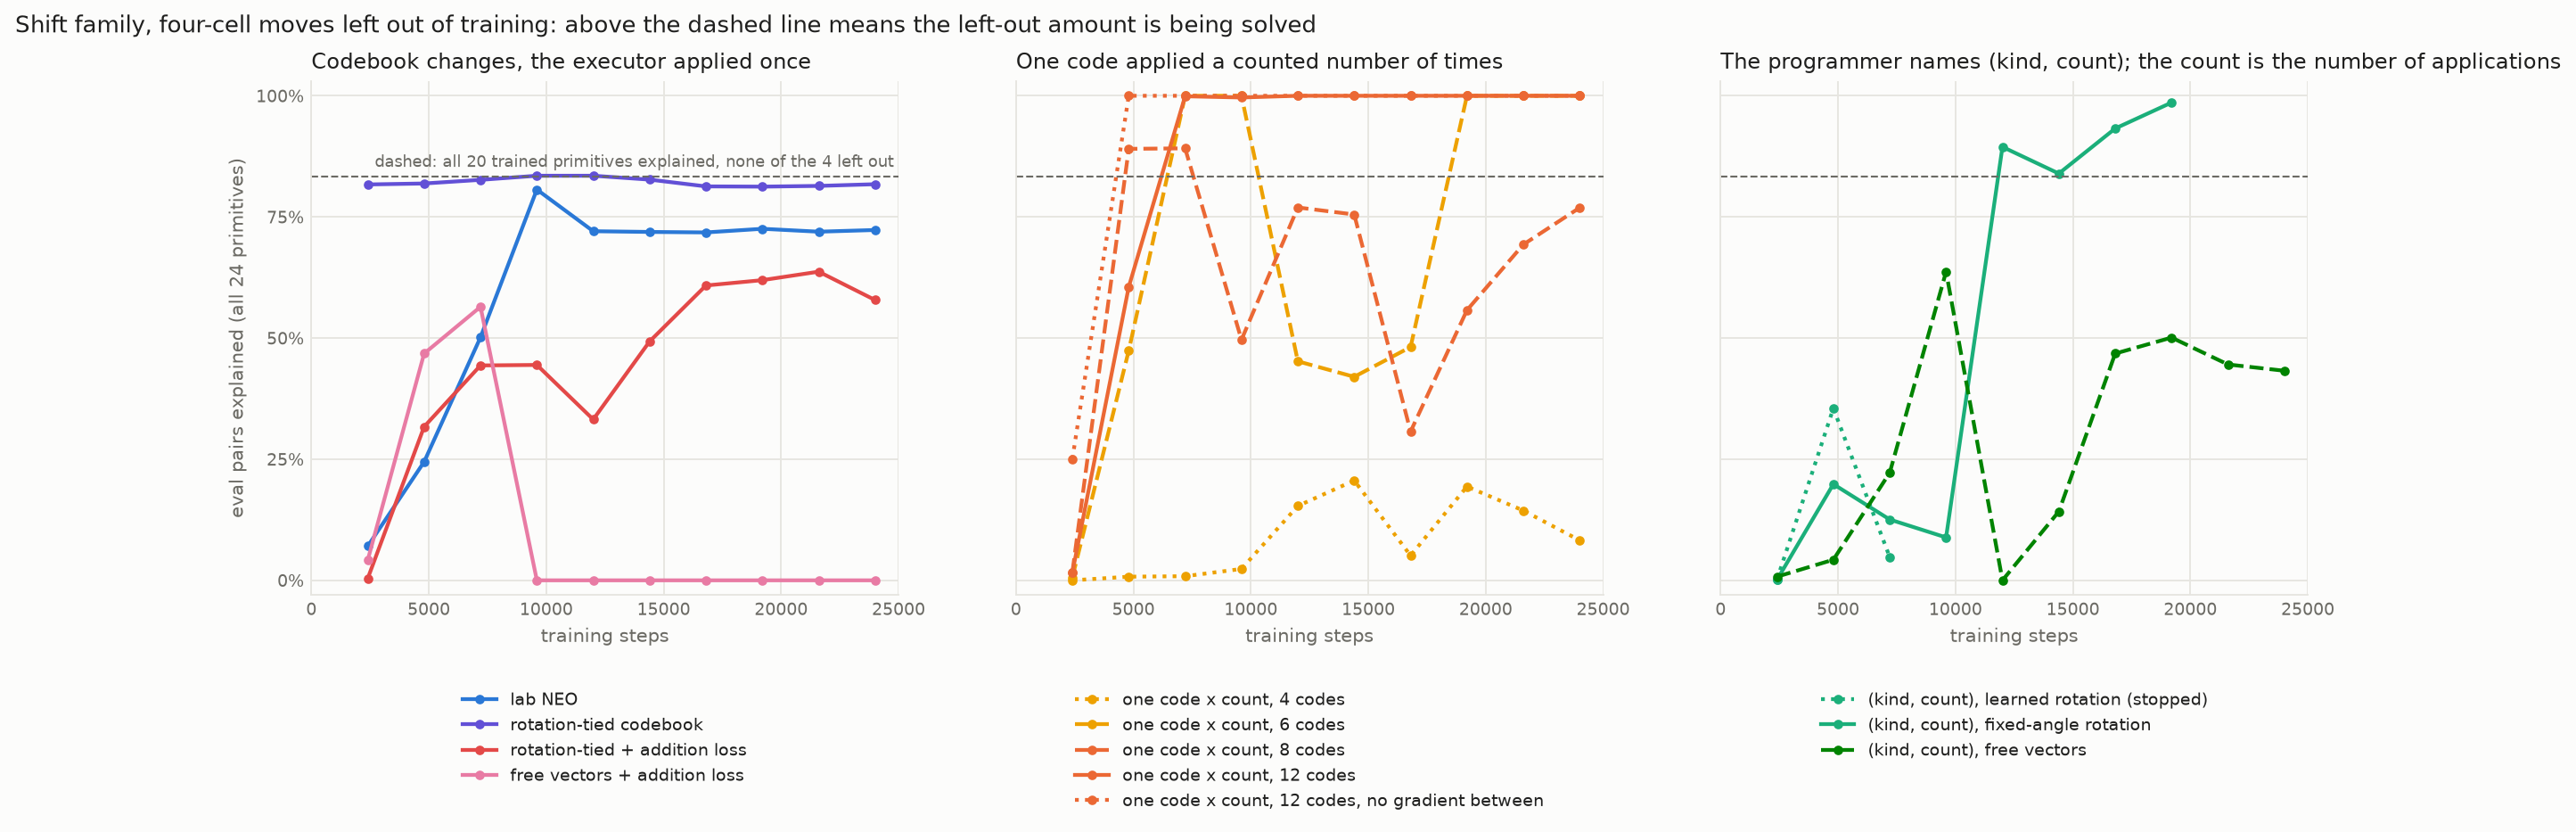 Shift family, four-cell moves left out of training: above the dashed line means the left-out amount is being solved
Codebook changes, the executor applied once
One code applied a counted number of times
The programmer names (kind, count); the count is the number of applications
eval pairs explained (all 24 primitives)
100%
75%
50%
25%
0%
dashed: all 20 trained primitives explained, none of the 4 left out
0 5000 10000 15000 20000 25000
0 5000 10000 15000 20000 25000
0 5000 10000 15000 20000 25000
training steps
training steps
training steps
lab NEO
rotation-tied codebook
rotation-tied + addition loss
free vectors + addition loss
one code x count, 4 codes
one code x count, 6 codes
one code x count, 8 codes
one code x count, 12 codes
one code x count, 12 codes, no gradient between
(kind, count), learned rotation (stopped)
(kind, count), fixed-angle rotation
(kind, count), free vectors